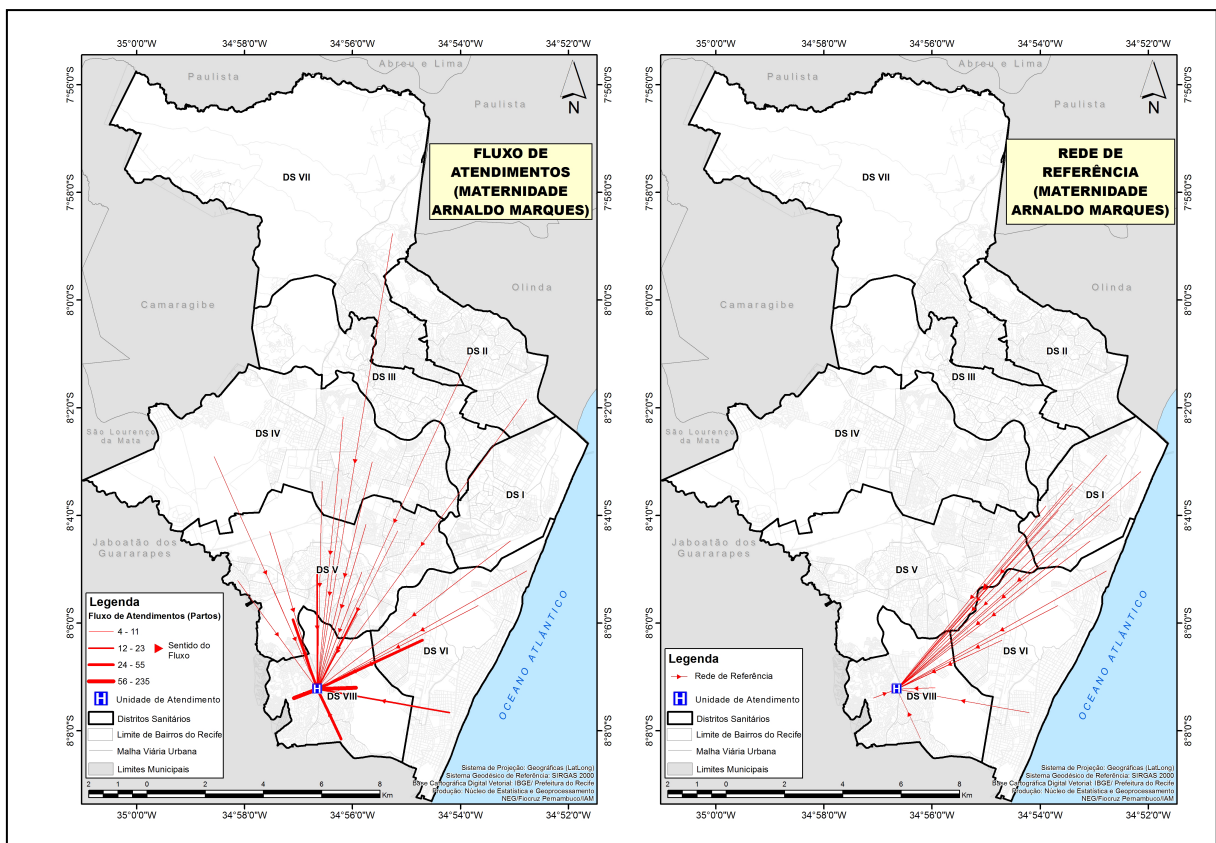 35°0'0"W 34°58'0"W 34°56'0"W 34°54'0"W 34°52'0"W
7°56'0"S
7°58'0"S
8°0'0"S
8°2'0"S
8°4'0"S
8°6'0"S
8°8'0"S
Paulista
Abreu e Lima
Paulista
N
FLUXO DE
ATENDIMENTOS
(MATERNIDADE
ARNALDO MARQUES)
DS VII
Olinda
Camaragibe
DS II
DS III
São Lourenço
da Mata
DS IV
DS I
Jaboatão dos
Guararapes
DS V
OCEANO ATLÂNTICO
DS VI
DS VIII
H
Legenda
Fluxo de Atendimentos (Partos)
4 - 11
12 - 23
24 - 55
56 - 235
Sentido do
Fluxo
H Unidade de Atendimento
Distritos Sanitários
Limite de Bairros do Recife
Malha Viária Urbana
Limites Municipais
Sistema de Projeção: Geográficas (LatLong)
Sistema Geodésico de Referência: SIRGAS 2000
Base Cartográfica Digital Vetorial: IBGE/ Prefeitura do Recife
Produção: Núcleo de Estatística e Geoprocessamento
NEG/Fiocruz Pernambuco/IAM
2 1 0 2 4 6 8
Km
35°0'0"W 34°58'0"W 34°56'0"W 34°54'0"W 34°52'0"W
35°0'0"W 34°58'0"W 34°56'0"W 34°54'0"W 34°52'0"W
7°56'0"S
7°58'0"S
8°0'0"S
8°2'0"S
8°4'0"S
8°6'0"S
8°8'0"S
Abreu e Lima
Paulista
N
REDE DE
REFERÊNCIA
(MATERNIDADE
ARNALDO MARQUES)
DS VII
Olinda
Camaragibe
DS II
DS III
São Lourenço
da Mata
DS IV
DS I
Jaboatão dos
Guararapes
DS V
OCEANO ATLÂNTICO
DS VI
DS VIII
H
Legenda
Rede de Referência
H Unidade de Atendimento
Distritos Sanitários
Limite de Bairros do Recife
Malha Viária Urbana
Limites Municipais
Sistema de Projeção: Geográficas (LatLong)
Sistema Geodésico de Referência: SIRGAS 2000
Base Cartográfica Digital Vetorial: IBGE/ Prefeitura do Recife
Produção: Núcleo de Estatística e Geoprocessamento
NEG/Fiocruz Pernambuco/IAM
2 1 0 2 4 6 8
Km
35°0'0"W 34°58'0"W 34°56'0"W 34°54'0"W 34°52'0"W